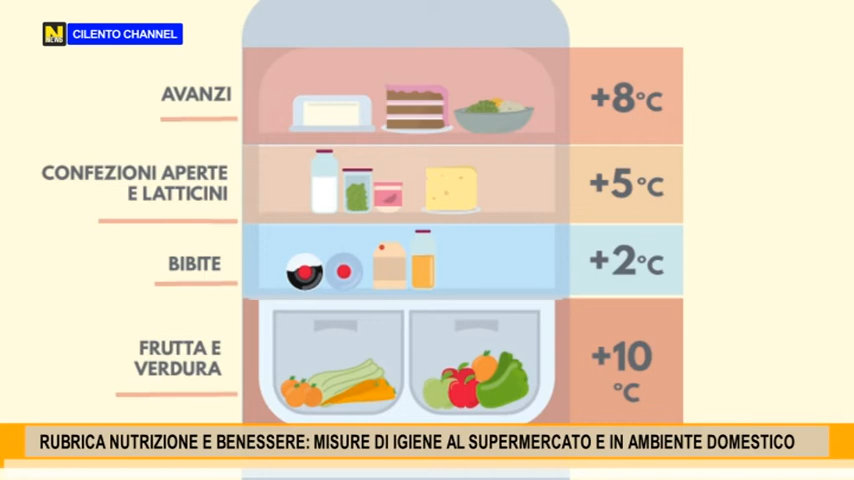 CILENTO CHANNEL
AVANZI
+8°C
CONFEZIONI APERTE
E LATTICINI
+5°C
BIBITE
+2°C
FRUTTA E
VERDURA
+10
°C
RUBRICA NUTRIZIONE E BENESSERE: MISURE DI IGIENE AL SUPERMERCATO E IN AMBIENTE DOMESTICO